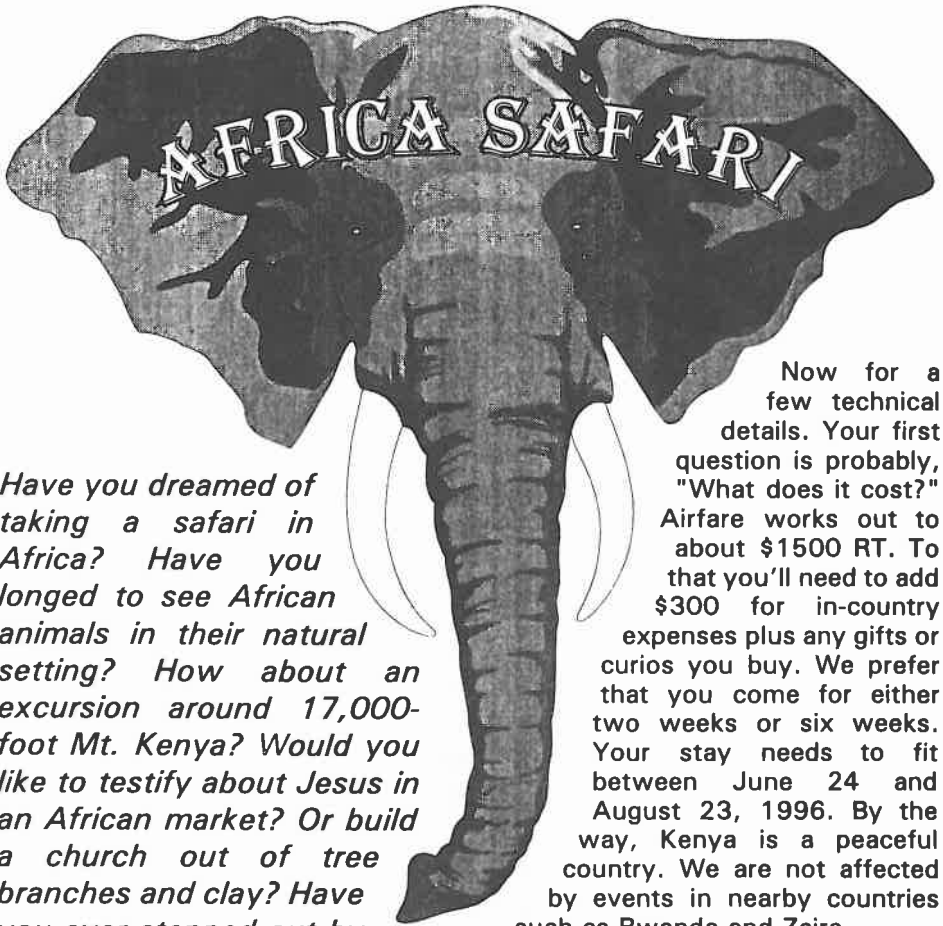 AFRICA SAFARI
Have you dreamed of
taking a safari in
Africa? Have you
longed to see African
animals in their natural
setting? How about an
excursion around 17,000-
foot Mt. Kenya? Would you
like to testify about Jesus in
an African market? Or build
a church out of tree
branches and clay? Have
Now for a
few technical
details. Your first
question is probably,
"What does it cost?"
Airfare works out to
about $1500 RT. To
that you'll need to add
$300 for in-country
expenses plus any gifts or
curios you buy. We prefer
that you come for either
two weeks or six weeks.
Your stay needs to fit
between June 24 and
August 23, 1996. By the
way, Kenya is a peaceful
country. We are not affected
by events in nearby countries
such as Rwanda and Zaire